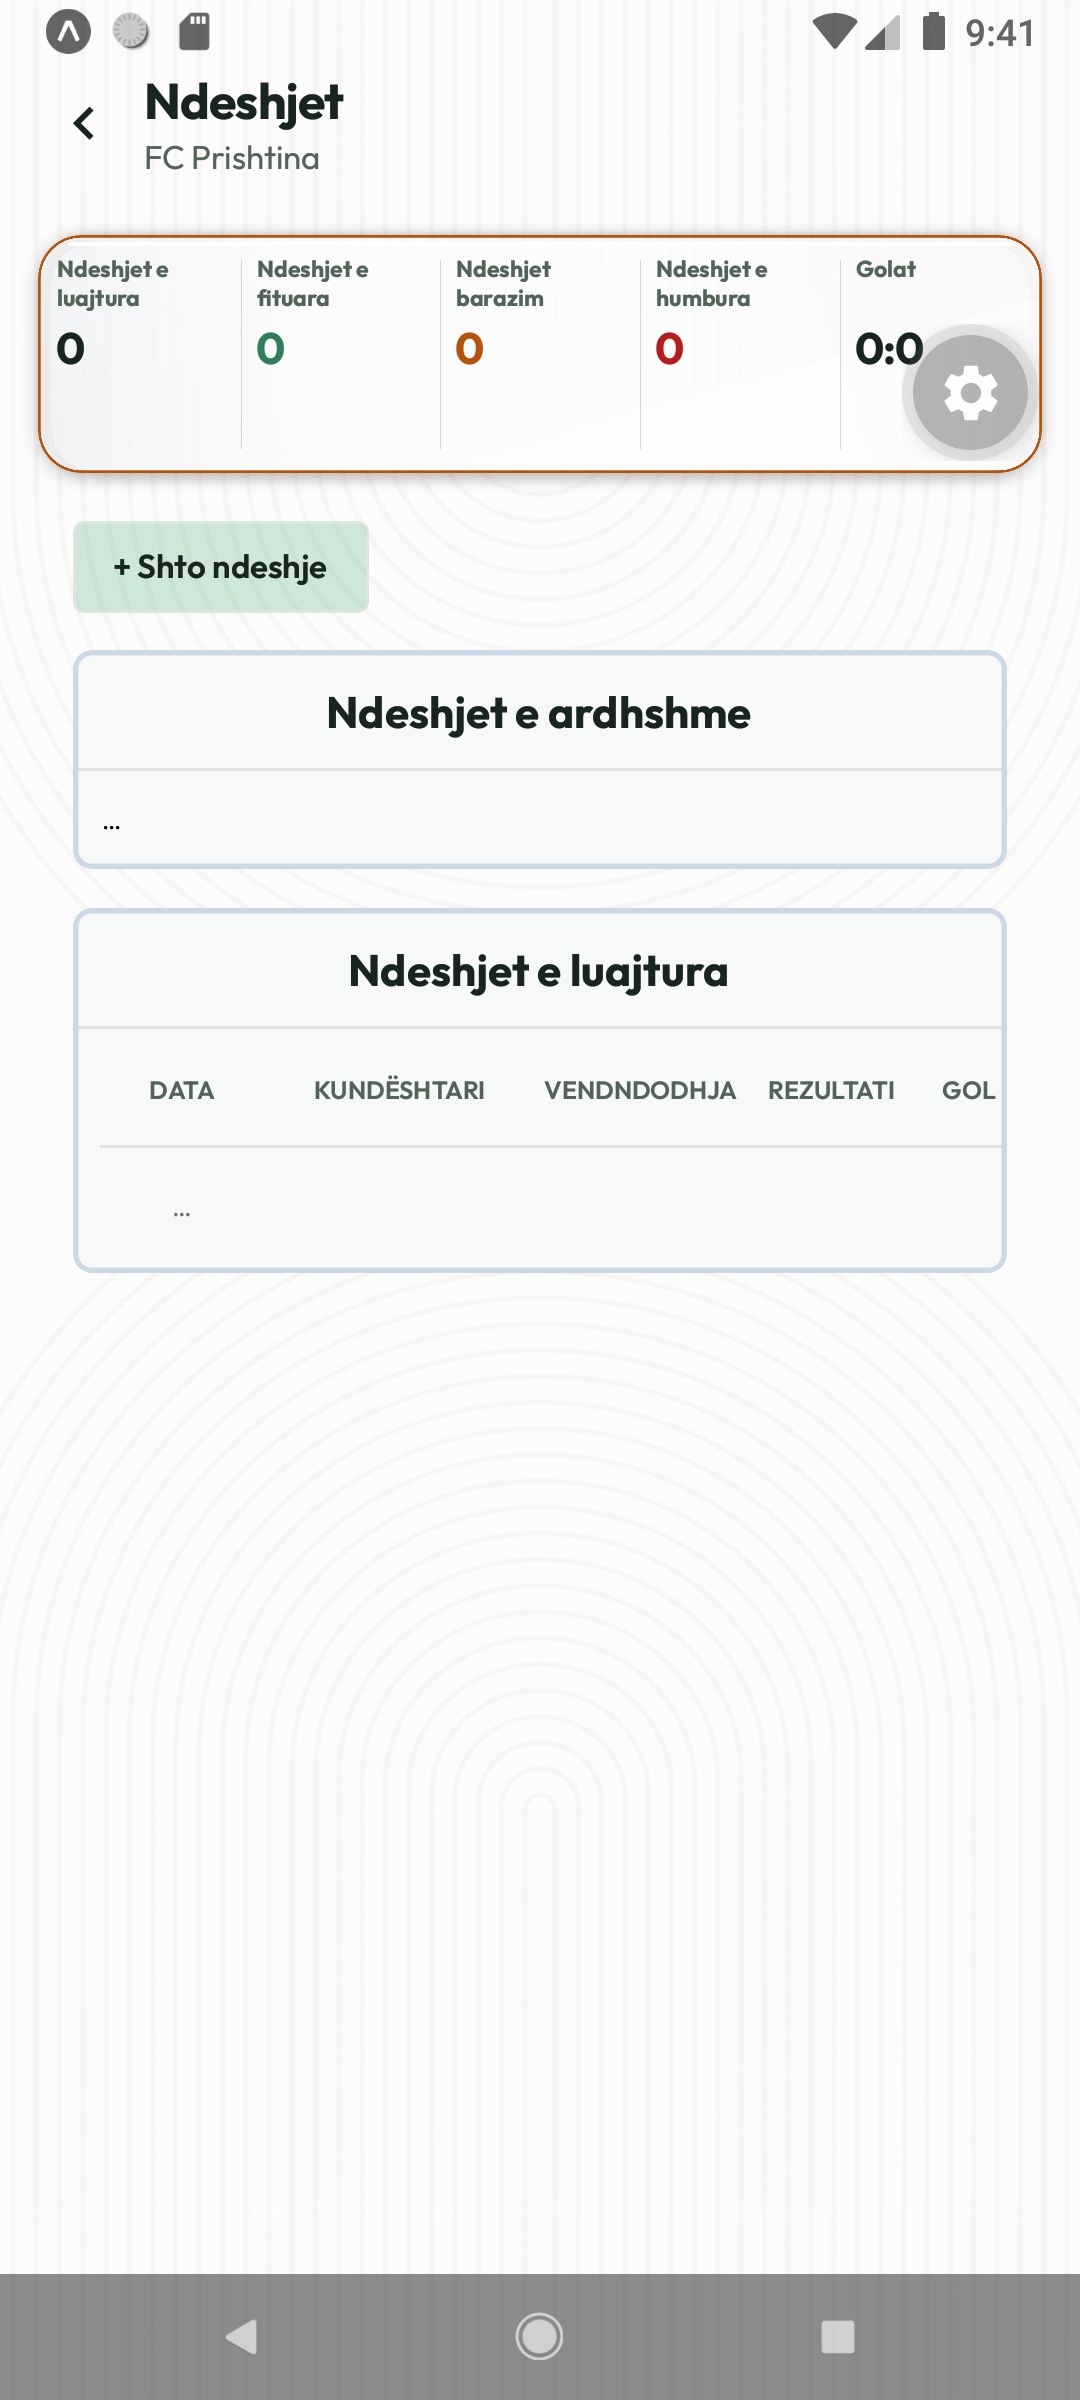 9:41
Ndeshjet
FC Prishtina
Ndeshjet e luajtura
0
Ndeshjet e fituara
0
Ndeshjet barazim
0
Ndeshjet e humbura
0
Golat
0:0
+ Shto ndeshje
Ndeshjet e ardhshme
...
Ndeshjet e luajtura
DATA KUNDËSHTARI VENDNDODHJA REZULTATI GOL
...